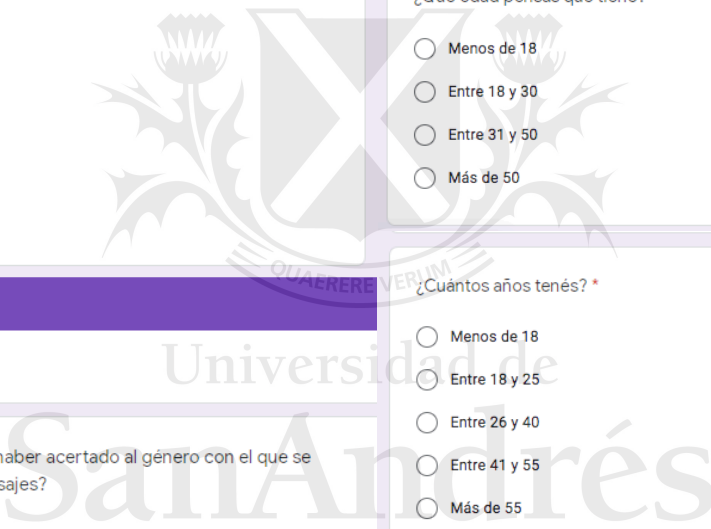 ¿Qué edad pensás que tiene?
Menos de 18
Entre 18 y 30
Entre 31 y 50
Más de 50
QUAERERE VERUM
¿Cuántos años tenés? *
Menos de 18
Entre 18 y 25
Entre 26 y 40
Entre 41 y 55
Más de 55
haber acertado al género con el que se
sajes?
Universidad de
SanAndrés